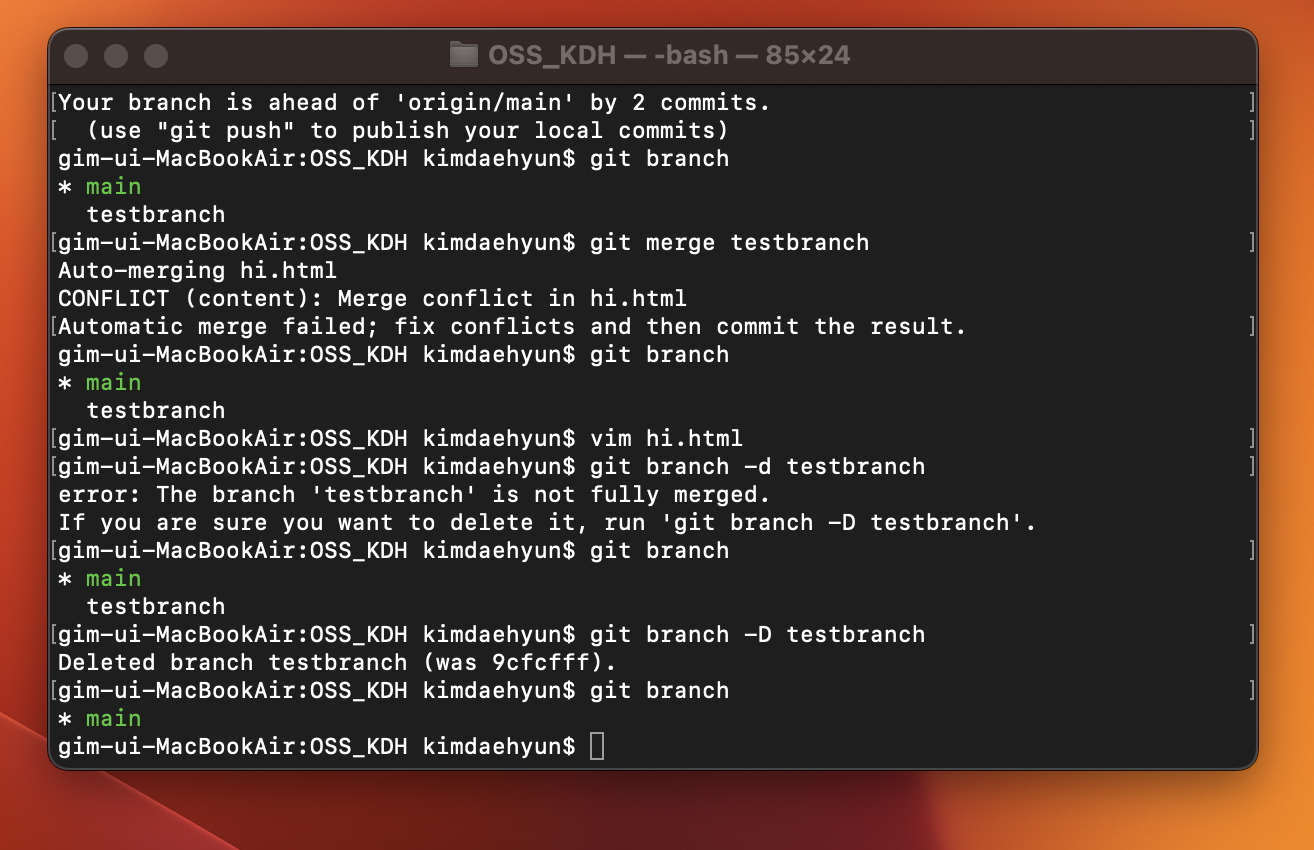 OSS_KDH — -bash — 85×24
[Your branch is ahead of 'origin/main' by 2 commits. ]
[  (use "git push" to publish your local commits) ]
gim-ui-MacBookAir:OSS_KDH kimdaehyun$ git branch
* main
  testbranch
[gim-ui-MacBookAir:OSS_KDH kimdaehyun$ git merge testbranch ]
Auto-merging hi.html
CONFLICT (content): Merge conflict in hi.html
[Automatic merge failed; fix conflicts and then commit the result. ]
gim-ui-MacBookAir:OSS_KDH kimdaehyun$ git branch
* main
  testbranch
[gim-ui-MacBookAir:OSS_KDH kimdaehyun$ vim hi.html ]
[gim-ui-MacBookAir:OSS_KDH kimdaehyun$ git branch -d testbranch ]
error: The branch 'testbranch' is not fully merged.
If you are sure you want to delete it, run 'git branch -D testbranch'.
[gim-ui-MacBookAir:OSS_KDH kimdaehyun$ git branch ]
* main
  testbranch
[gim-ui-MacBookAir:OSS_KDH kimdaehyun$ git branch -D testbranch ]
Deleted branch testbranch (was 9cfcfff).
[gim-ui-MacBookAir:OSS_KDH kimdaehyun$ git branch ]
* main
gim-ui-MacBookAir:OSS_KDH kimdaehyun$